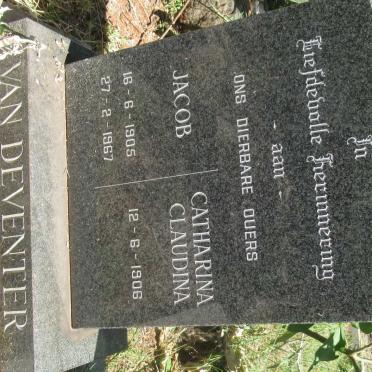 In
Liefdevolle Herinnering
- aan -
ONS DIERBARE OUERS
JACOB
16-6-1905
27-2-1967
CATHARINA
CLAUDINA
12-6-1906
VAN DEVENTER